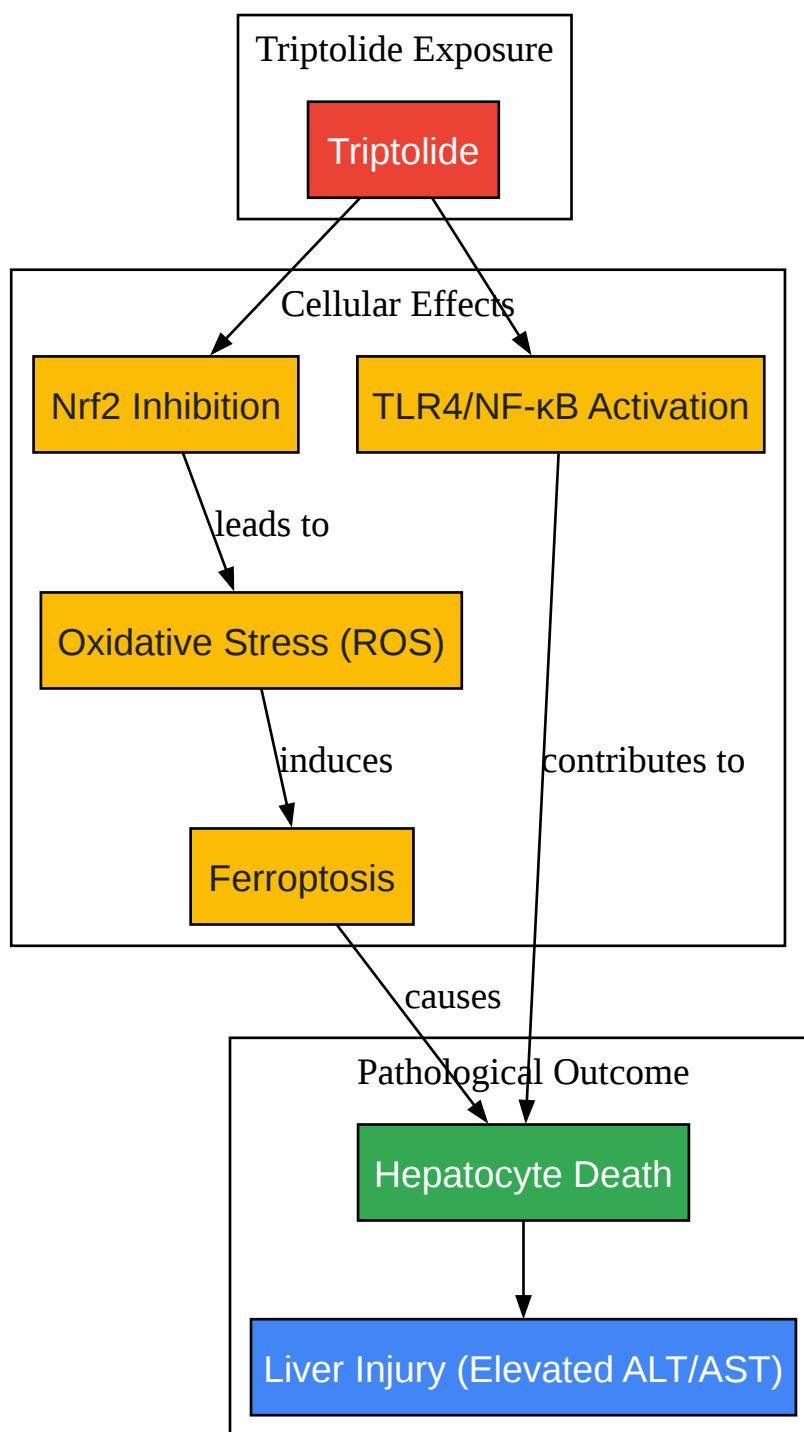 Triptolide Exposure
Triptolide
Cellular Effects
Nrf2 Inhibition
TLR4/NF-κB Activation
leads to
Oxidative Stress (ROS)
induces
contributes to
Ferroptosis
causes
Pathological Outcome
Hepatocyte Death
Liver Injury (Elevated ALT/AST)